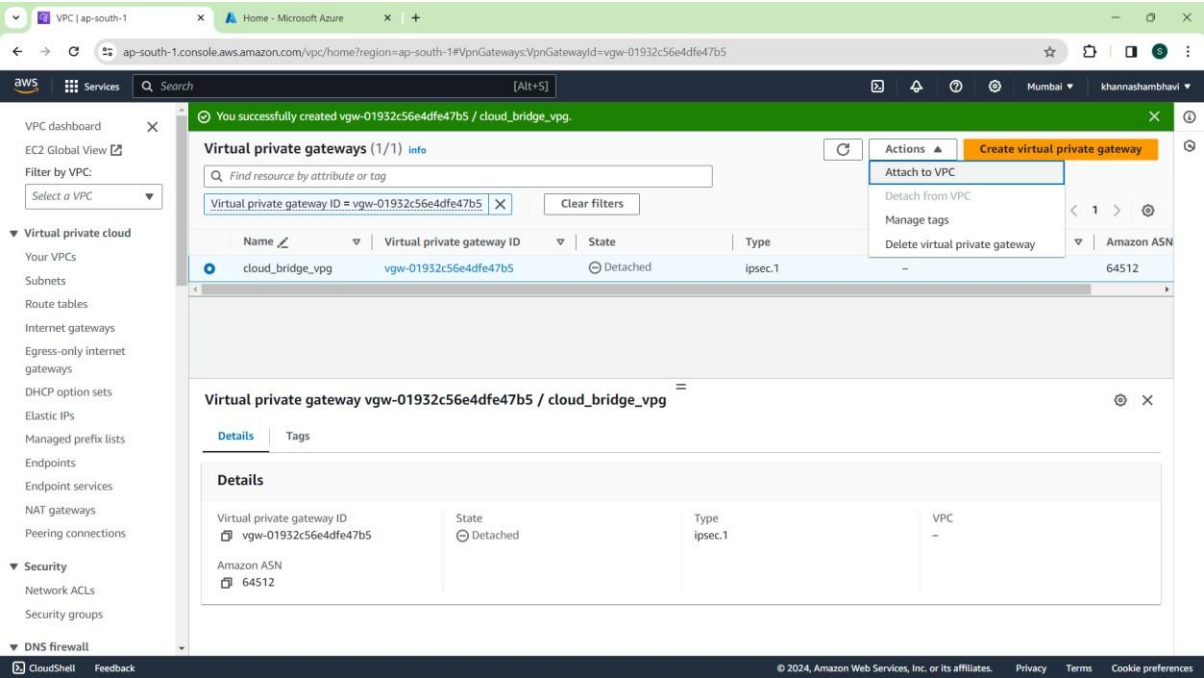 VPC | ap-south-1
Home - Microsoft Azure
ap-south-1.console.aws.amazon.com/vpc/home?region=ap-south-1#VpnGateways:VpnGatewayId=vgw-01932c56e4dfe47b5
S
aws
Services
Search
[Alt+S]
Mumbai
khannashambhavi
VPC dashboard
EC2 Global View
Filter by VPC:
Select a VPC
Virtual private cloud
Your VPCs
Subnets
Route tables
Internet gateways
Egress-only internet
gateways
DHCP option sets
Elastic IPs
Managed prefix lists
Endpoints
Endpoint services
NAT gateways
Peering connections
Security
Network ACLs
Security groups
DNS firewall
You successfully created vgw-01932c56e4dfe47b5 / cloud_bridge_vpg.
Virtual private gateways (1/1) info
Actions
Create virtual private gateway
Find resource by attribute or tag
Attach to VPC
Detach from VPC
Manage tags
Delete virtual private gateway
Virtual private gateway ID = vgw-01932c56e4dfe47b5
Clear filters
1
Name Virtual private gateway ID State Type Amazon ASN
cloud_bridge_vpg vgw-01932c56e4dfe47b5 Detached ipsec.1 – 64512
Virtual private gateway vgw-01932c56e4dfe47b5 / cloud_bridge_vpg
Details Tags
Details
Virtual private gateway ID State Type VPC
vgw-01932c56e4dfe47b5 Detached ipsec.1 –
Amazon ASN
64512
CloudShell Feedback © 2024, Amazon Web Services, Inc. or its affiliates. Privacy Terms Cookie preferences